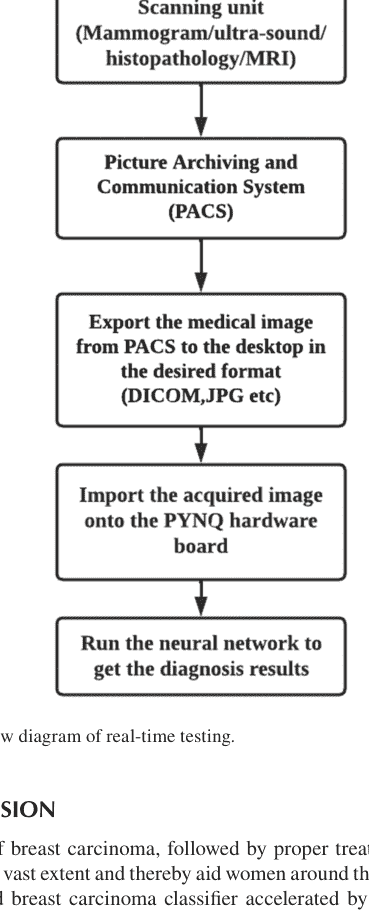 Scanning unit
(Mammogram/ultra-sound/
histopathology/MRI)
Picture Archiving and
Communication System
(PACS)
Export the medical image
from PACS to the desktop in
the desired format
(DICOM,JPG etc)
Import the acquired image
onto the PYNQ hardware
board
Run the neural network to
get the diagnosis results
w diagram of real-time testing.
SION
f breast carcinoma, followed by proper treat
vast extent and thereby aid women around th
d breast carcinoma classifier accelerated by